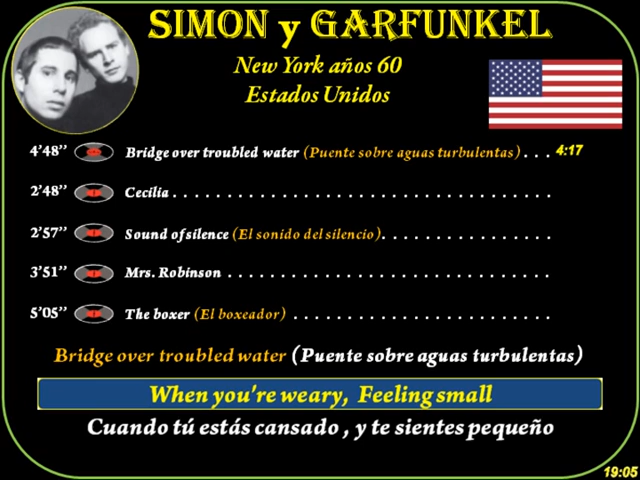 SIMON y GARFUNKEL
New York años 60
Estados Unidos
4'48'' Bridge over troubled water (Puente sobre aguas turbulentas) . . . 4:17
2'48'' Cecilia . . . . . . . . . . . . . . . . . . . . . . . . . . . . . . . . . . .
2'57'' Sound of silence (El sonido del silencio). . . . . . . . . . . . . . . .
3'51'' Mrs. Robinson . . . . . . . . . . . . . . . . . . . . . . . . . . . . . .
5'05'' The boxer (El boxeador) . . . . . . . . . . . . . . . . . . . . . . . .
Bridge over troubled water (Puente sobre aguas turbulentas)
When you're weary, Feeling small
Cuando tú estás cansado , y te sientes pequeño
19:05